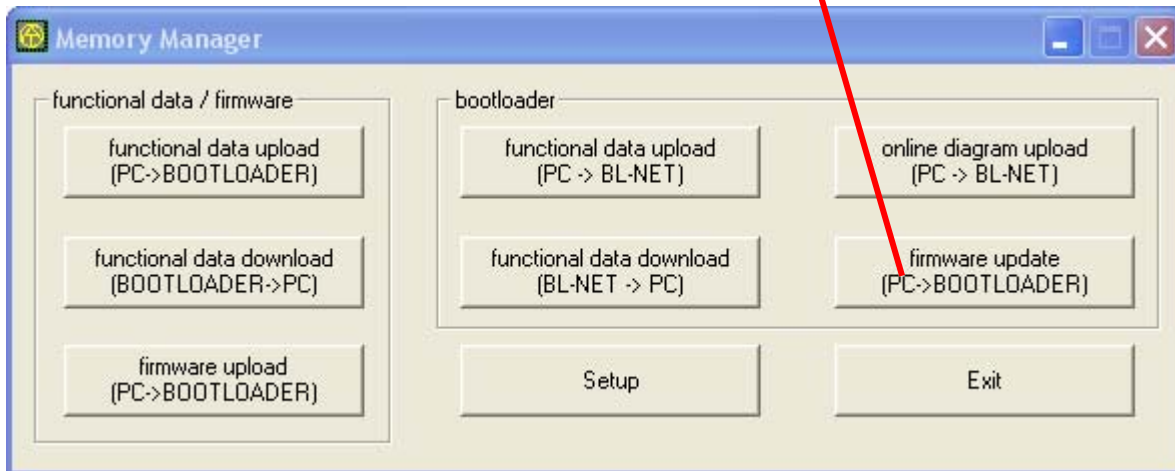 Memory Manager
functional data / firmware
functional data upload
(PC->BOOTLOADER)
functional data download
(BOOTLOADER->PC)
firmware upload
(PC->BOOTLOADER)
bootloader
functional data upload
(PC -> BL-NET)
online diagram upload
(PC -> BL-NET)
functional data download
(BL-NET -> PC)
firmware update
(PC->BOOTLOADER)
Setup
Exit